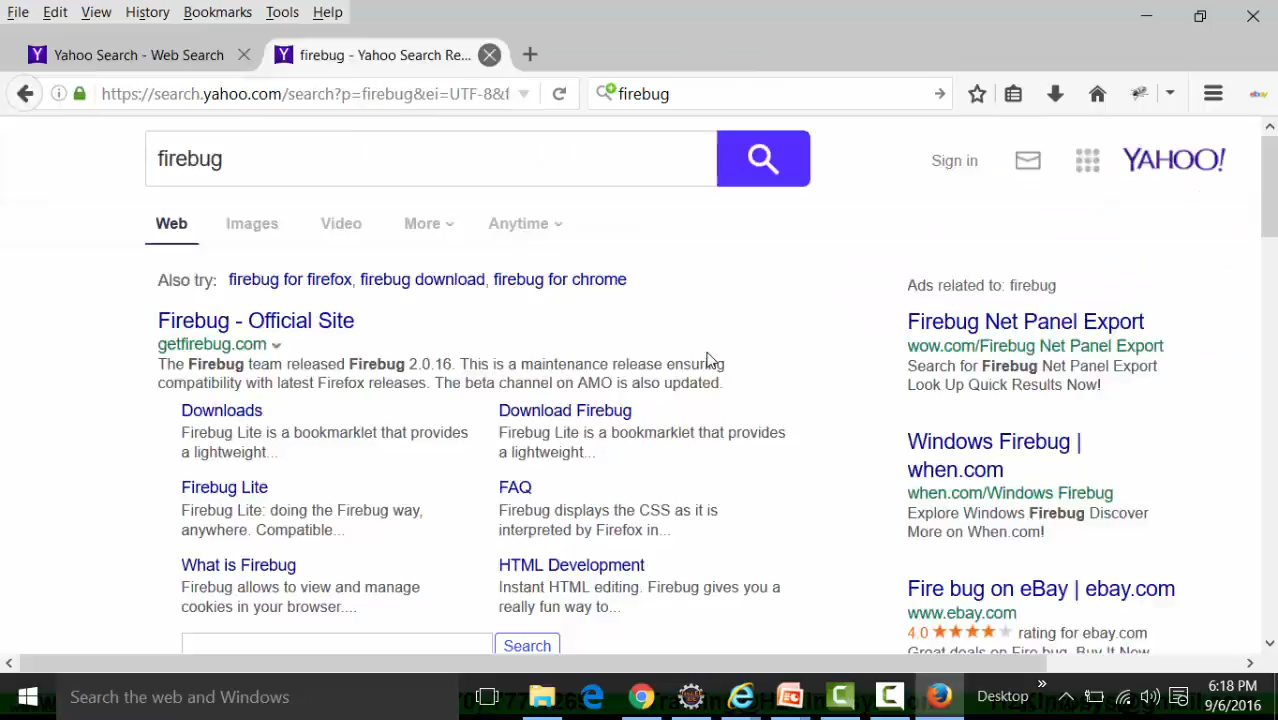 File Edit View History Bookmarks Tools Help
Yahoo Search - Web Search
firebug - Yahoo Search Re...
https://search.yahoo.com/search?p=firebug&ei=UTF-8&f
firebug
ebay
firebug
Sign in
YAHOO!
Web Images Video More Anytime
Also try: firebug for firefox, firebug download, firebug for chrome
Firebug - Official Site
getfirebug.com
The Firebug team released Firebug 2.0.16. This is a maintenance release ensuring
compatibility with latest Firefox releases. The beta channel on AMO is also updated.
Downloads
Firebug Lite is a bookmarklet that provides
a lightweight...
Download Firebug
Firebug Lite is a bookmarklet that provides
a lightweight...
Firebug Lite
Firebug Lite: doing the Firebug way,
anywhere. Compatible...
FAQ
Firebug displays the CSS as it is
interpreted by Firefox in...
What is Firebug
Firebug allows to view and manage
cookies in your browser....
HTML Development
Instant HTML editing. Firebug gives you a
really fun way to...
Search
Ads related to: firebug
Firebug Net Panel Export
wow.com/Firebug Net Panel Export
Search for Firebug Net Panel Export
Look Up Quick Results Now!
Windows Firebug |
when.com
when.com/Windows Firebug
Explore Windows Firebug Discover
More on When.com!
Fire bug on eBay | ebay.com
www.ebay.com
4.0 rating for ebay.com
Great deals on Fire bug. Buy It Now
Search the web and Windows
Desktop
6:18 PM
9/6/2016